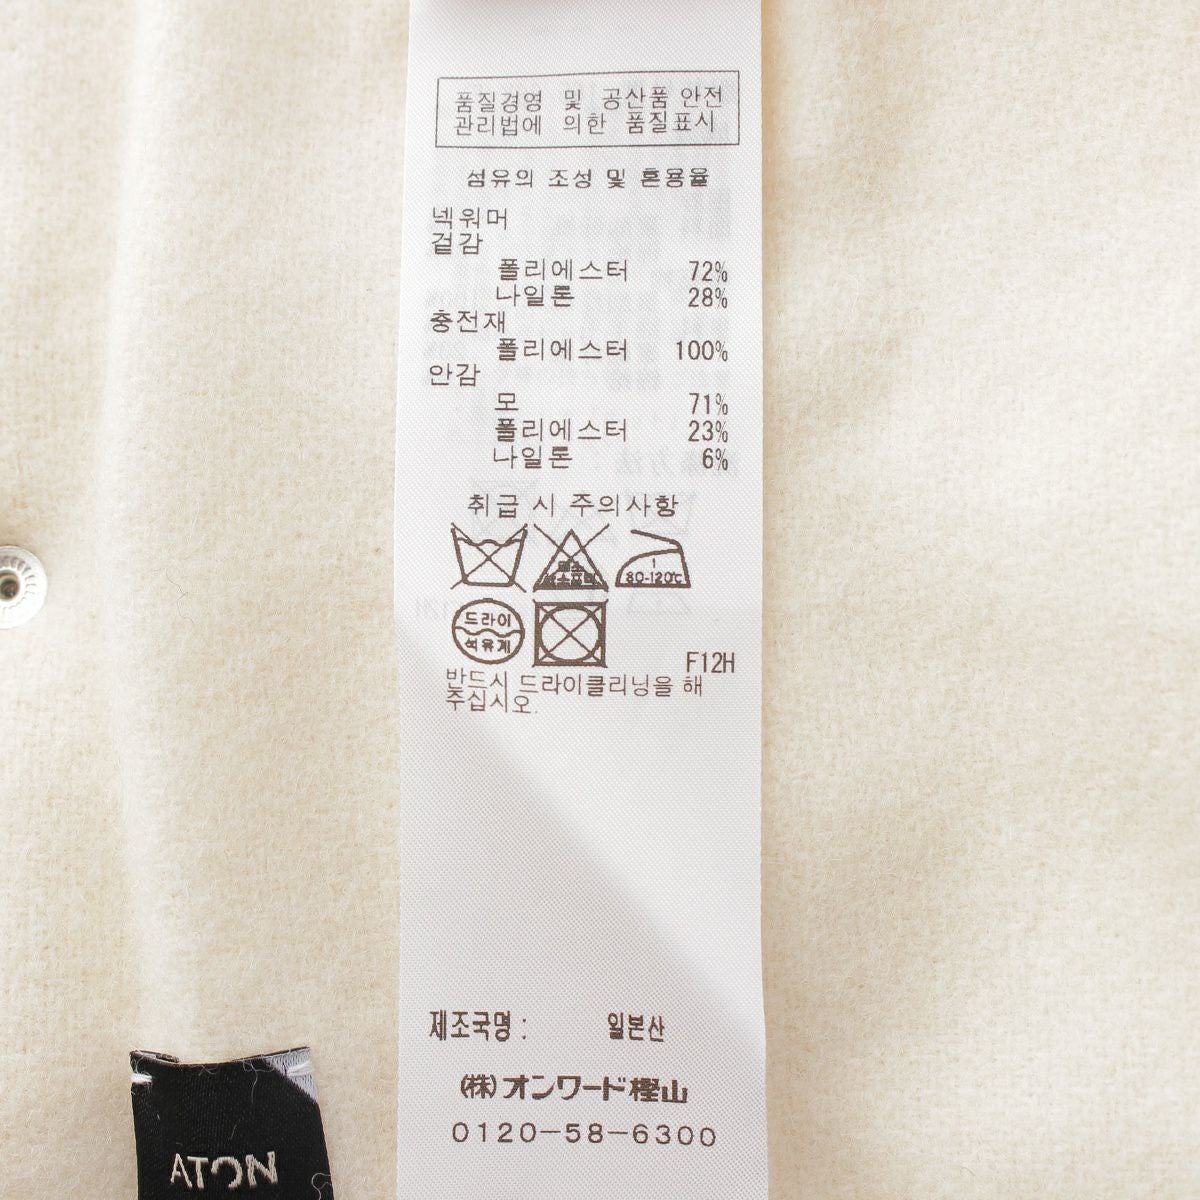 품질경영 및 공산품 안전
관리법에 의한 품질표시
섬유의 조성 및 혼용율
넥워머
겉감
폴리에스터 72%
나일론 28%
충전재
폴리에스터 100%
안감
모 71%
폴리에스터 23%
나일론 6%
취급 시 주의사항
1
80-120℃
드라이
석유계
F12H
반드시 드라이클리닝을 해
주십시오.
제조국명 : 일본산
(株)オンワード樫山
0120-58-6300
ATON